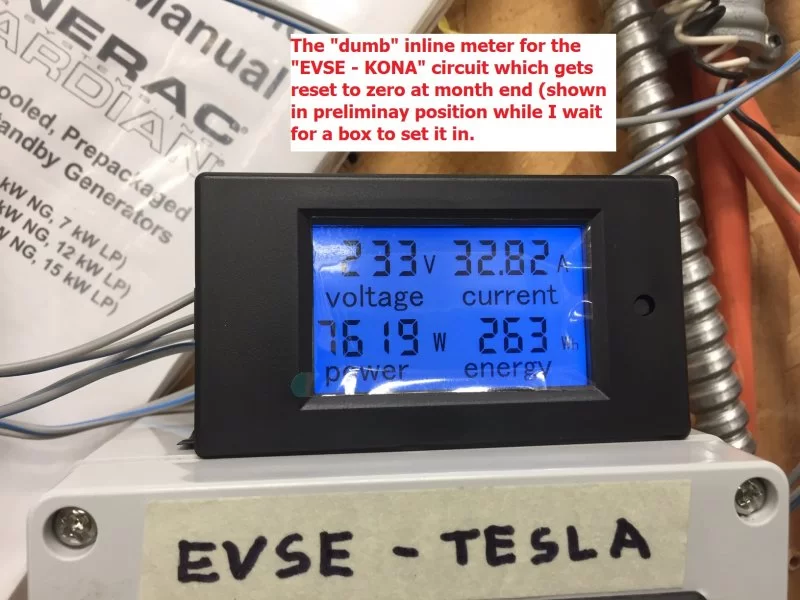 Manual
NERAC®
ARDIAN
ooled, Prepackaged
tandby Generators
kW NG, 7 kW LP)
kW NG, 12 kW LP)
W NG, 15 kW LP)
The "dumb" inline meter for the
"EVSE - KONA" circuit which gets
reset to zero at month end (shown
in preliminay position while I wait
for a box to set it in.
233 V 32.82 A
voltage current
7619 W 263 Wh
power energy
EVSE - TESLA